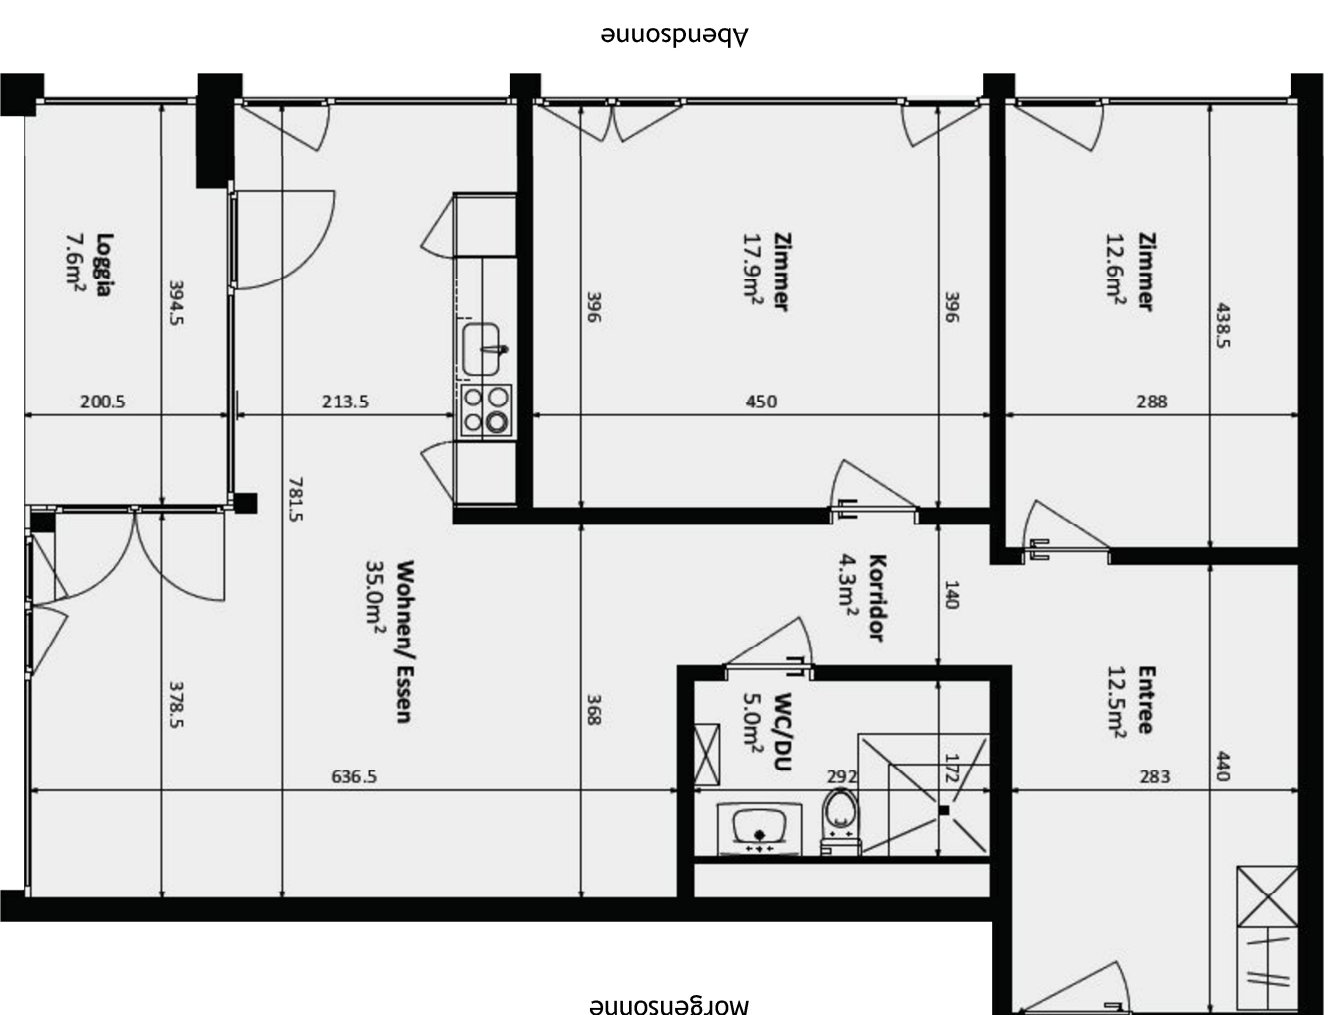 Abendsonne
Loggia
7.6m²
394.5
200.5
213.5
781.5
Zimmer
17.9m²
396
396
450
Zimmer
12.6m²
438.5
288
Wohnen/ Essen
35.0m²
378.5
636.5
368
Korridor
4.3m²
140
WC/DU
5.0m²
292
172
Entree
12.5m²
440
283
Morgensonne